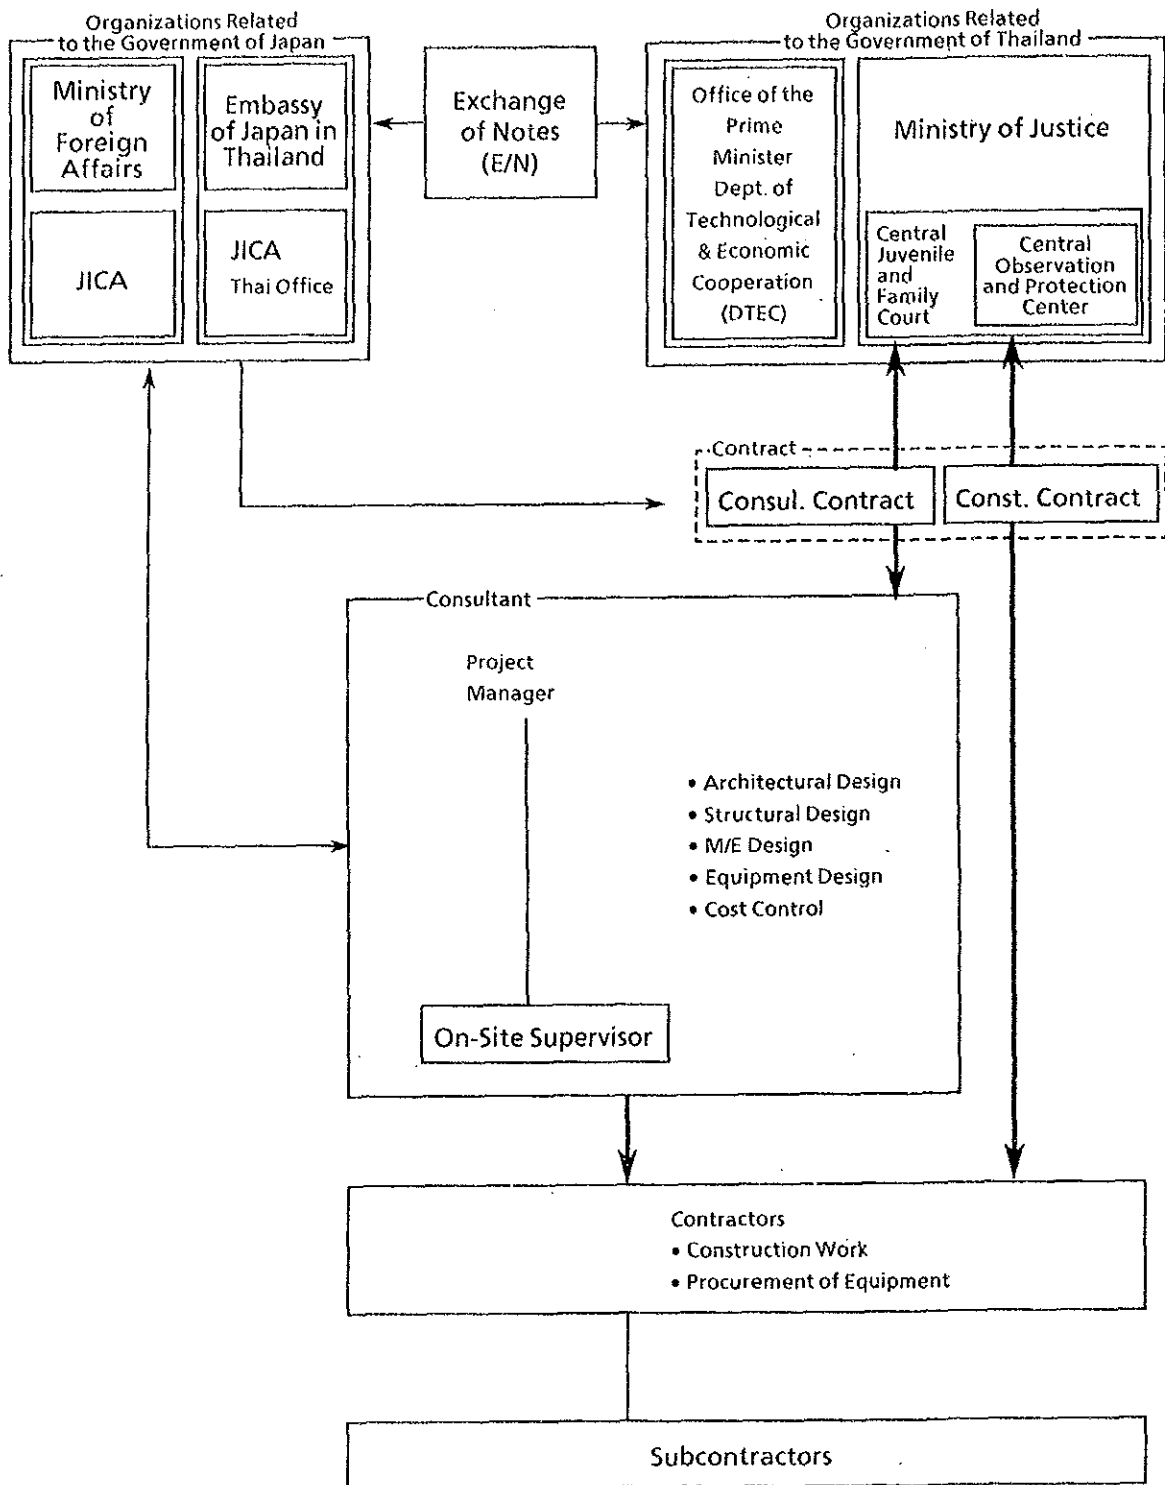 Organizations Related
to the Government of Japan
Ministry
of
Foreign
Affairs
Embassy
of Japan in
Thailand
JICA
JICA
Thai Office
Exchange
of Notes
(E/N)
Organizations Related
to the Government of Thailand
Office of the
Prime
Minister
Dept. of
Technological
& Economic
Cooperation
(DTEC)
Ministry of Justice
Central
Juvenile
and
Family
Court
Central
Observation
and Protection
Center
Contract
Consul. Contract
Const. Contract
Consultant
Project
Manager
• Architectural Design
• Structural Design
• M/E Design
• Equipment Design
• Cost Control
On-Site Supervisor
Contractors
• Construction Work
• Procurement of Equipment
Subcontractors